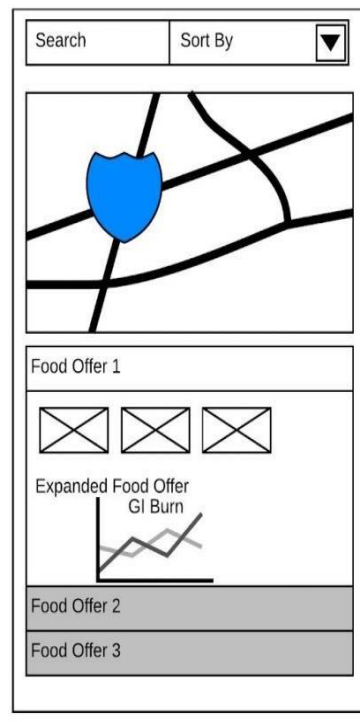 Search
Sort By
Food Offer 1
Expanded Food Offer
GI Burn
Food Offer 2
Food Offer 3